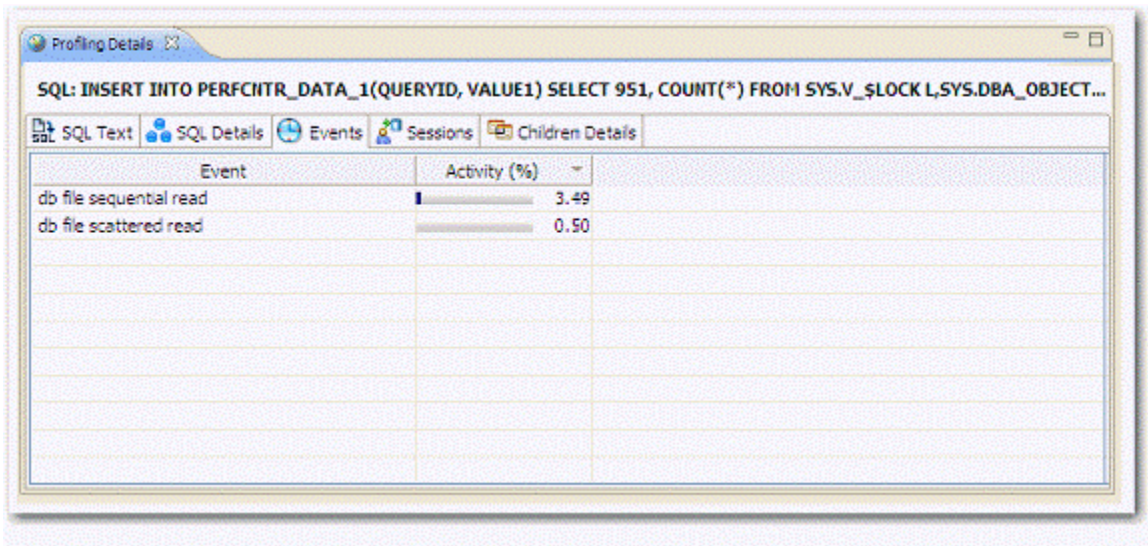 Profiling Details
SQL: INSERT INTO PERFCNTR_DATA_1(QUERYID, VALUE1) SELECT 951, COUNT(*) FROM SYS.V_$LOCK L,SYS.DBA_OBJECT...
SQL Text SQL Details Events Sessions Children Details
Event Activity (%)
db file sequential read 3.49
db file scattered read 0.50